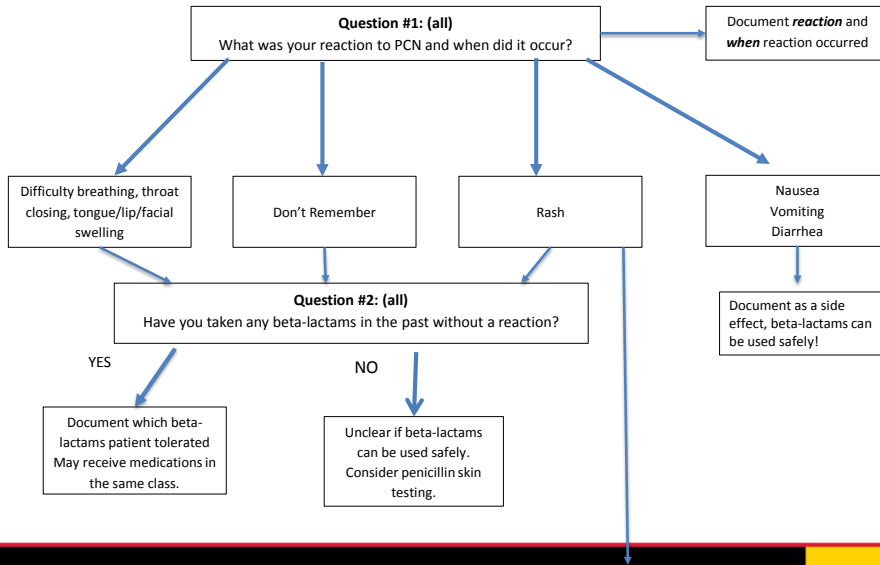 Question #1: (all)
What was your reaction to PCN and when did it occur?
Document reaction and
when reaction occurred
Difficulty breathing, throat
closing, tongue/lip/facial
swelling
Don’t Remember
Rash
Nausea
Vomiting
Diarrhea
Question #2: (all)
Have you taken any beta-lactams in the past without a reaction?
Document as a side
effect, beta-lactams can
be used safely!
YES
NO
Document which beta-
lactams patient tolerated
May receive medications in
the same class.
Unclear if beta-lactams
can be used safely.
Consider penicillin skin
testing.